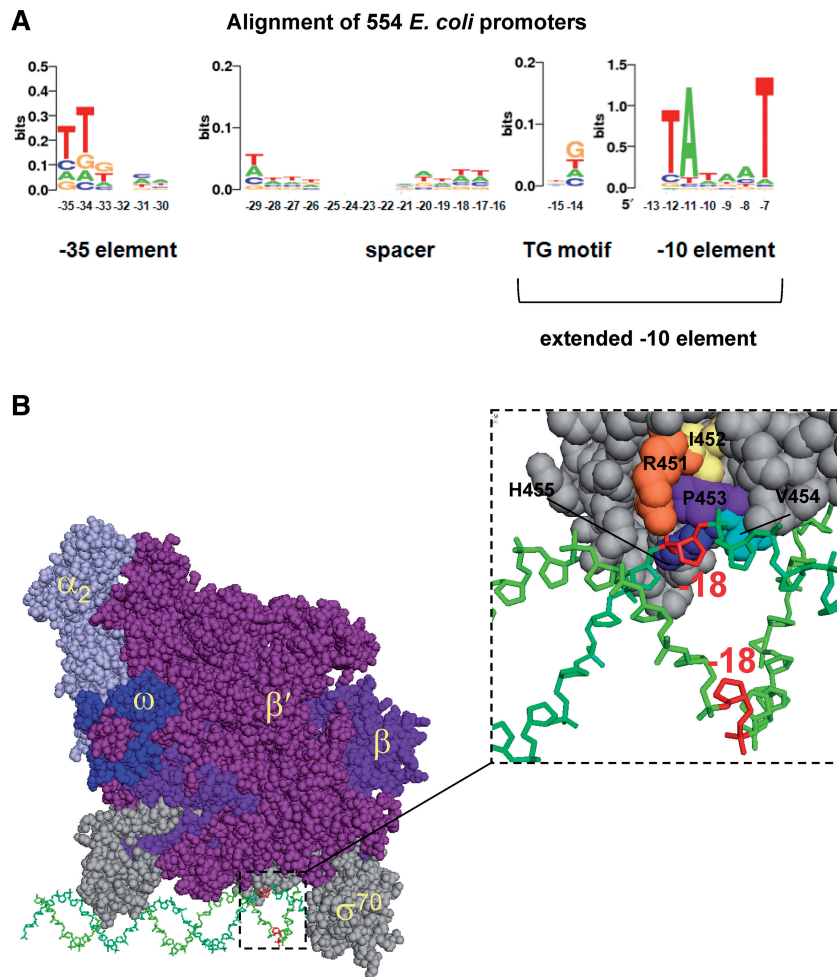 A
Alignment of 554 E. coli promoters
0.5
0.4
0.3
0.2
0.1
0.0
bits
-35 -34 -33 -32 -31 -30
-35 element
0.2
0.1
0.0
bits
-29 -28 -27 -26 -25 -24 -23 -22 -21 -20 -19 -18 -17 -16
spacer
0.2
0.1
0.0
bits
-15 -14
TG motif
1.5
1.0
0.5
0.0
bits
5′ -13 -12 -11 -10 -9 -8 -7
-10 element
extended -10 element
B
α2
ω
β′
β
σ70
I452
R451
H455
P453
V454
-18
-18